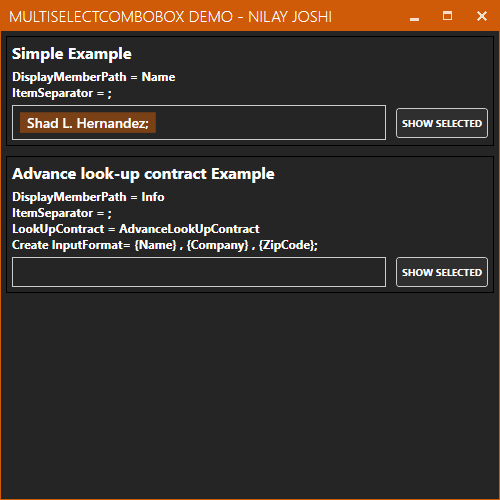 MULTISELECTCOMBOBOX DEMO - NILAY JOSHI
Simple Example
DisplayMemberPath = Name
ItemSeparator = ;
Shad L. Hernandez;
SHOW SELECTED
Advance look-up contract Example
DisplayMemberPath = Info
ItemSeparator = ;
LookUpContract = AdvanceLookUpContract
Create InputFormat= {Name} , {Company} , {ZipCode};
SHOW SELECTED